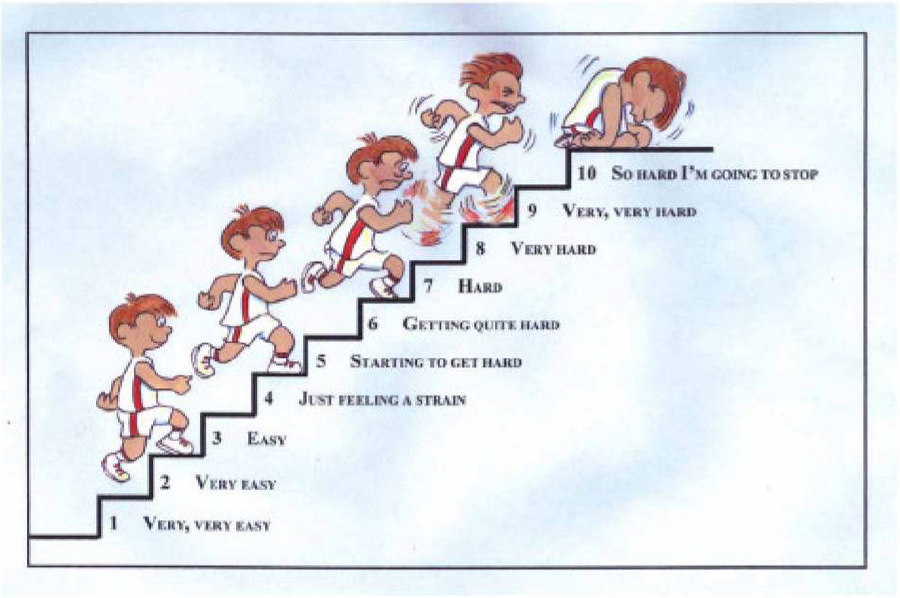 10 So hard I'm going to stop
9 Very, very hard
8 Very hard
7 Hard
6 Getting quite hard
5 Starting to get hard
4 Just feeling a strain
3 Easy
2 Very easy
1 Very, very easy